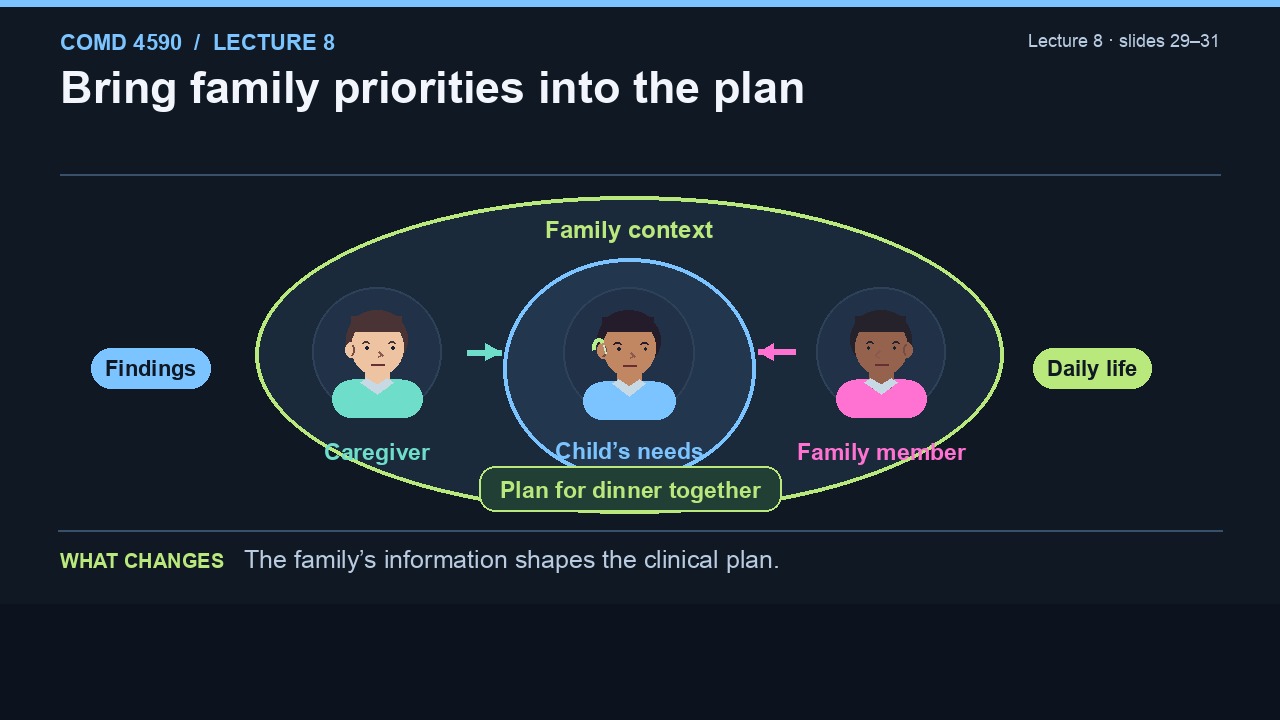 COMD 4590 / LECTURE 8
Lecture 8 · slides 29–31
Bring family priorities into the plan
Family context
Findings
Daily life
Caregiver
Child’s needs
Family member
Plan for dinner together
WHAT CHANGES The family’s information shapes the clinical plan.